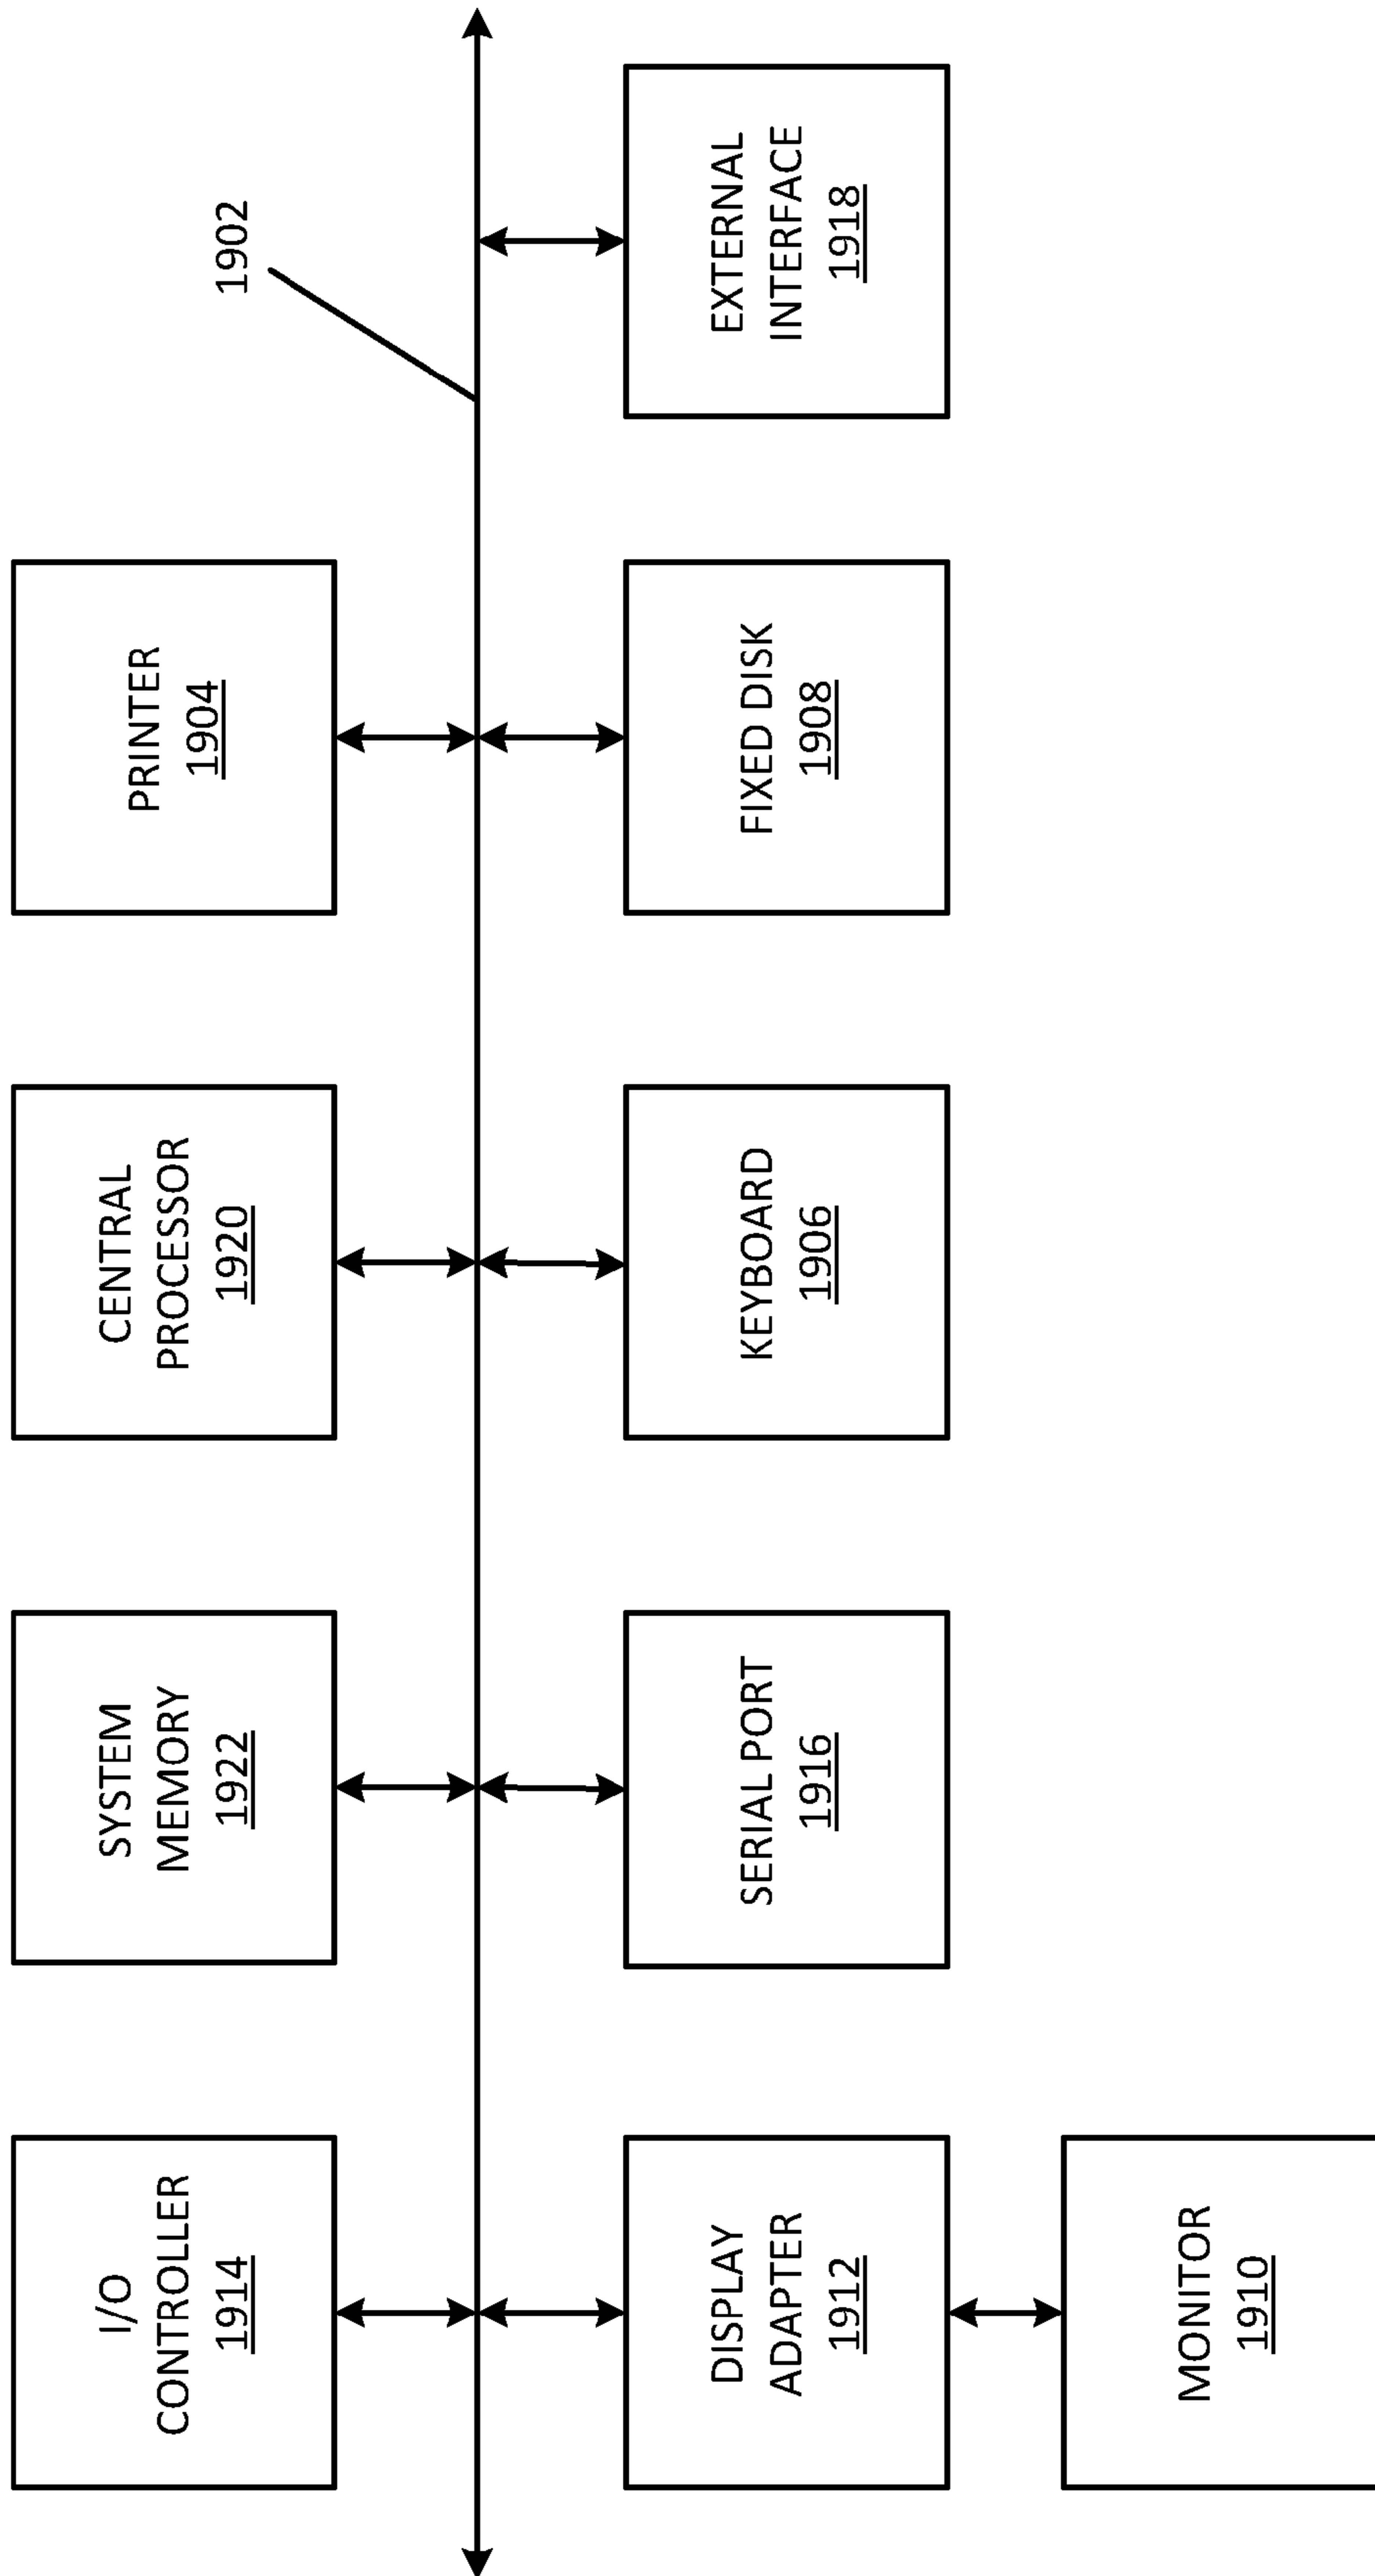 I/O
CONTROLLER
1914
SYSTEM
MEMORY
1922
CENTRAL
PROCESSOR
1920
PRINTER
1904
1902
DISPLAY
ADAPTER
1912
SERIAL PORT
1916
KEYBOARD
1906
FIXED DISK
1908
EXTERNAL
INTERFACE
1918
MONITOR
1910